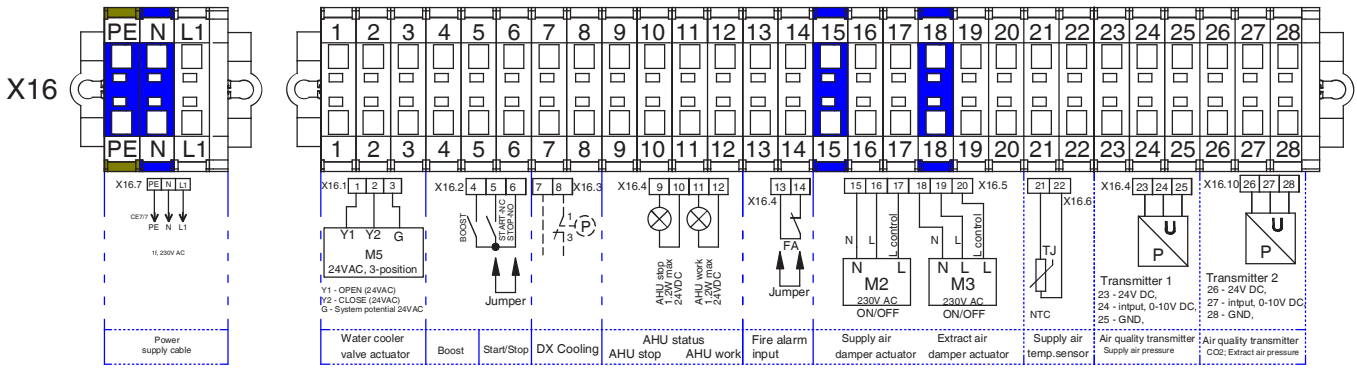 PE N L1
1 2 3 4 5 6 7 8 9 10 11 12 13 14 15 16 17 18 19 20 21 22 23 24 25 26 27 28
X16
PE N L1
1 2 3 4 5 6 7 8 9 10 11 12 13 14 15 16 17 18 19 20 21 22 23 24 25 26 27 28
X16.7 PE N L1
CE7/7
PE N L1
1f, 230V AC
Power
supply cable
X16.1 1 2 3
Y1 Y2 G
M5
24VAC, 3-position
Y1 - OPEN (24VAC)
Y2 - CLOSE (24VAC)
G - System potential 24VAC
Water cooler
valve actuator
X16.2 4 5 6
BOOST
START-NC
STOP-NO
Jumper
Boost
Start/Stop
7 8 X16.3
1
3
P
DX Cooling
X16.4 9 10 11 12
AHU stop
1.2W max
24VDC
AHU work
1.2W max
24VDC
AHU status
AHU stop AHU work
13 14
X16.4
FA
Jumper
Fire alarm
input
15 16 17 18 19 20 X16.5
N L L control
N L
M2
230V AC
ON/OFF
Supply air
damper actuator
N L L control
N L L
M3
230V AC
ON/OFF
Extract air
damper actuator
21 22
X16.6
TJ
NTC
Supply air
temp.sensor
X16.4 23 24 25
U
P
Transmitter 1
23 - 24V DC,
24 - intput, 0-10V DC
25 - GND,
Air quality transmitter
Supply air pressure
X16.10 26 27 28
U
P
Transmitter 2
26 - 24V DC,
27 - intput, 0-10V DC
28 - GND,
Air quality transmitter
CO2; Extract air pressure